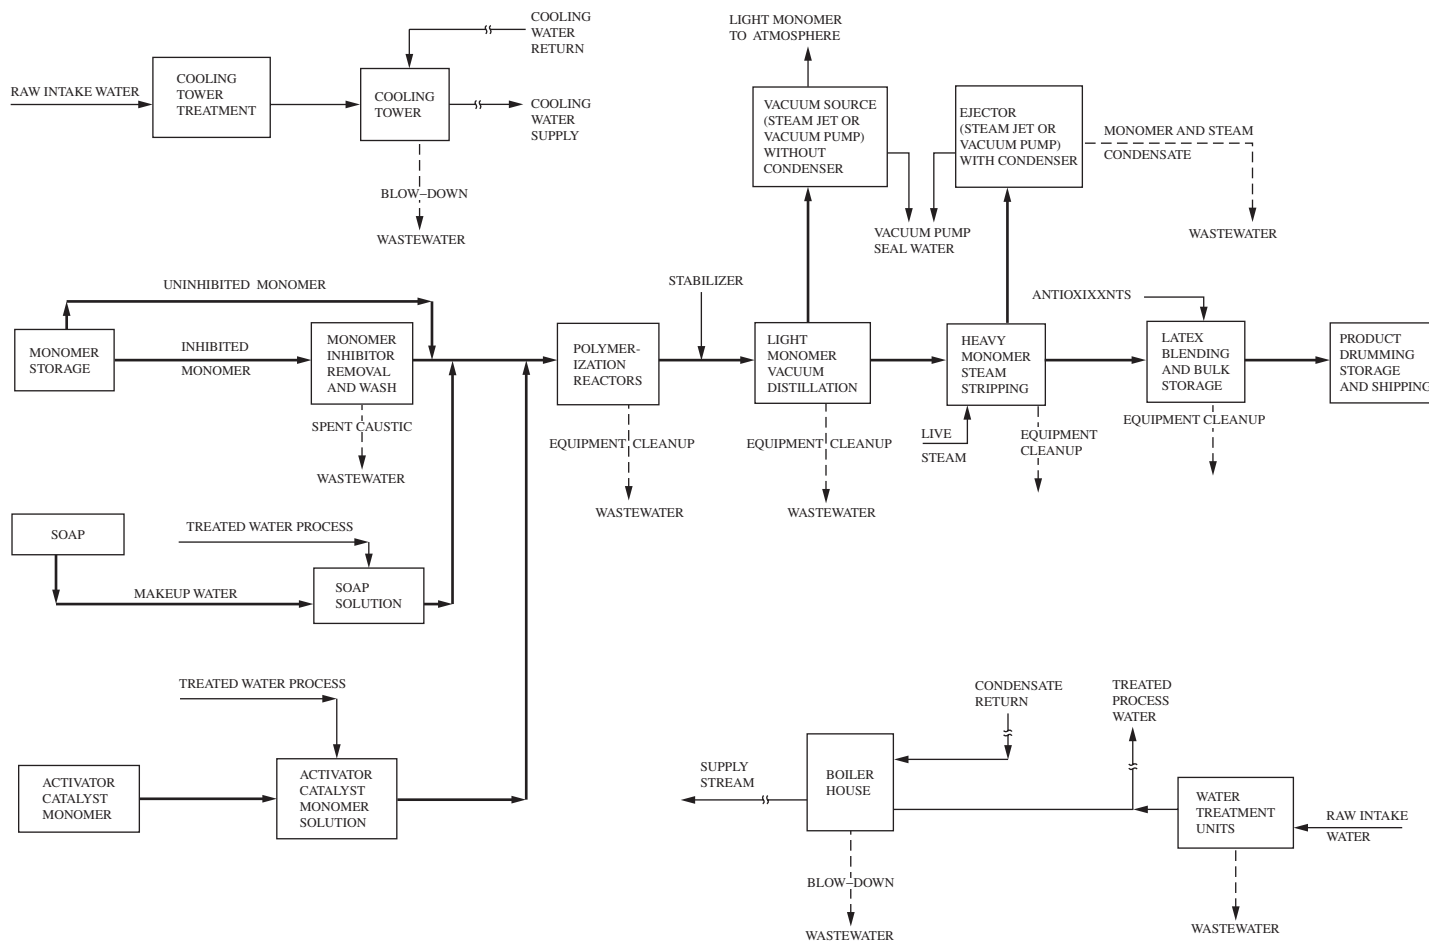 COOLING
WATER
RETURN
LIGHT MONOMER
TO ATMOSPHERE
RAW INTAKE WATER
COOLING
TOWER
TREATMENT
COOLING
TOWER
COOLING
WATER
SUPPLY
BLOW–DOWN
WASTEWATER
VACUUM SOURCE
(STEAM JET OR
VACUUM PUMP)
WITHOUT
CONDENSER
EJECTOR
(STEAM JET OR
VACUUM PUMP)
WITH CONDENSER
MONOMER AND STEAM
CONDENSATE
VACUUM PUMP
SEAL WATER
WASTEWATER
UNINHIBITED MONOMER
STABILIZER
ANTIOXIXXNTS
MONOMER
STORAGE
INHIBITED
MONOMER
MONOMER
INHIBITOR
REMOVAL
AND WASH
POLYMER-
IZATION
REACTORS
LIGHT
MONOMER
VACUUM
DISTILLATION
HEAVY
MONOMER
STEAM
STRIPPING
LATEX
BLENDING
AND BULK
STORAGE
PRODUCT
DRUMMING
STORAGE
AND SHIPPING
SPENT CAUSTIC
WASTEWATER
EQUIPMENT CLEANUP
WASTEWATER
EQUIPMENT CLEANUP
WASTEWATER
LIVE
STEAM
EQUIPMENT
CLEANUP
EQUIPMENT CLEANUP
SOAP
TREATED WATER PROCESS
MAKEUP WATER
SOAP
SOLUTION
TREATED WATER PROCESS
ACTIVATOR
CATALYST
MONOMER
ACTIVATOR
CATALYST
MONOMER
SOLUTION
CONDENSATE
RETURN
TREATED
PROCESS
WATER
SUPPLY
STREAM
BOILER
HOUSE
WATER
TREATMENT
UNITS
RAW INTAKE
WATER
BLOW–DOWN
WASTEWATER
WASTEWATER